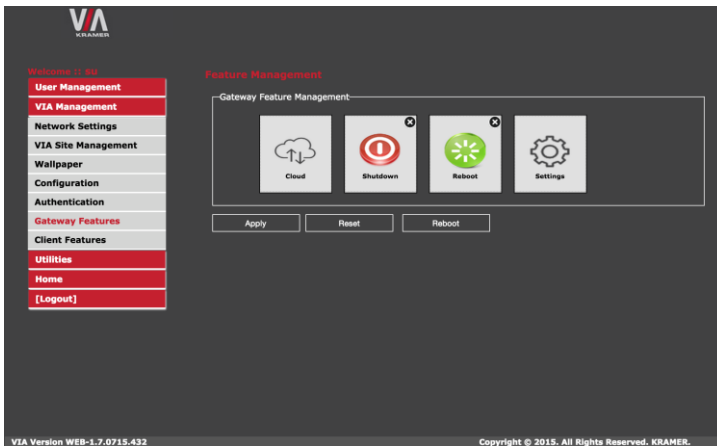 VIA
KRAMER
Welcome !! su
User Management
VIA Management
Network Settings
VIA Site Management
Wallpaper
Configuration
Authentication
Gateway Features
Client Features
Utilities
Home
[Logout]
Feature Management
Gateway Feature Management
Cloud Shutdown Reboot Settings
Apply Reset Reboot
VIA Version WEB-1.7.0715.432 Copyright © 2015. All Rights Reserved. KRAMER.